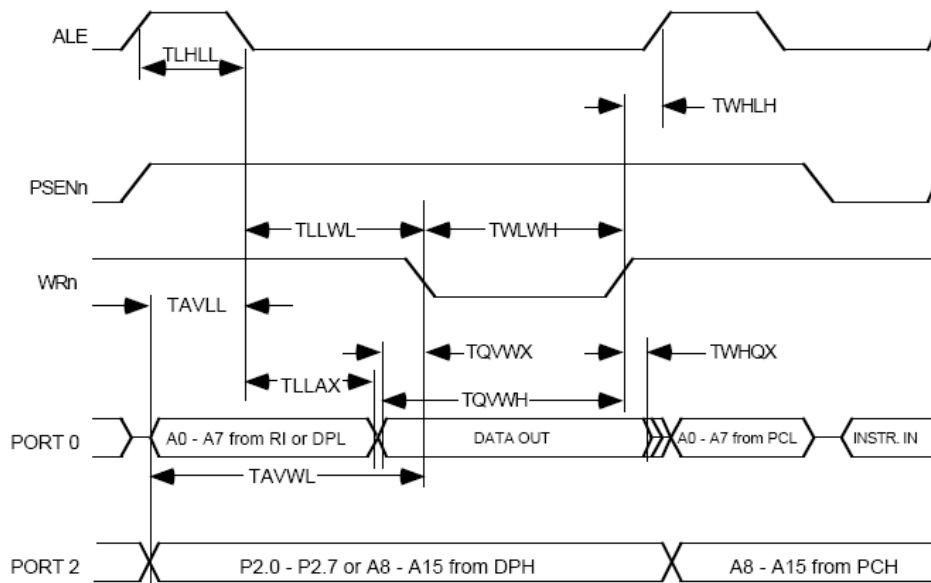 ALE
TLHLL
TWHLH
PSENn
TLLWL
TWLWH
WRn
TAVLL
TQVWX
TWHQX
TLLAX
TQVWH
PORT 0
A0 - A7 from RI or DPL
DATA OUT
A0 - A7 from PCL
INSTR. IN
TAVWL
PORT 2
P2.0 - P2.7 or A8 - A15 from DPH
A8 - A15 from PCH